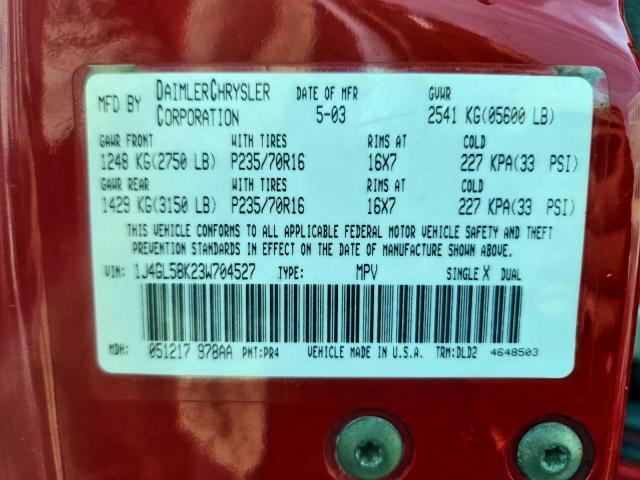 MFD BY DAIMLERCHRYSLER CORPORATION DATE OF MFR 5-03 GVWR 2541 KG(05600 LB)
GAWR FRONT WITH TIRES RIMS AT COLD
1248 KG(2750 LB) P235/70R16 16X7 227 KPA(33 PSI)
GAWR REAR WITH TIRES RIMS AT COLD
1429 KG(3150 LB) P235/70R16 16X7 227 KPA(33 PSI)
THIS VEHICLE CONFORMS TO ALL APPLICABLE FEDERAL MOTOR VEHICLE SAFETY AND THEFT
PREVENTION STANDARDS IN EFFECT ON THE DATE OF MANUFACTURE SHOWN ABOVE.
VIN: 1J4GL58K23W704527 TYPE: MPV SINGLE X DUAL
MDH: 051217 978AA PNT:PR4 VEHICLE MADE IN U.S.A. TRM:DLD2 4648503